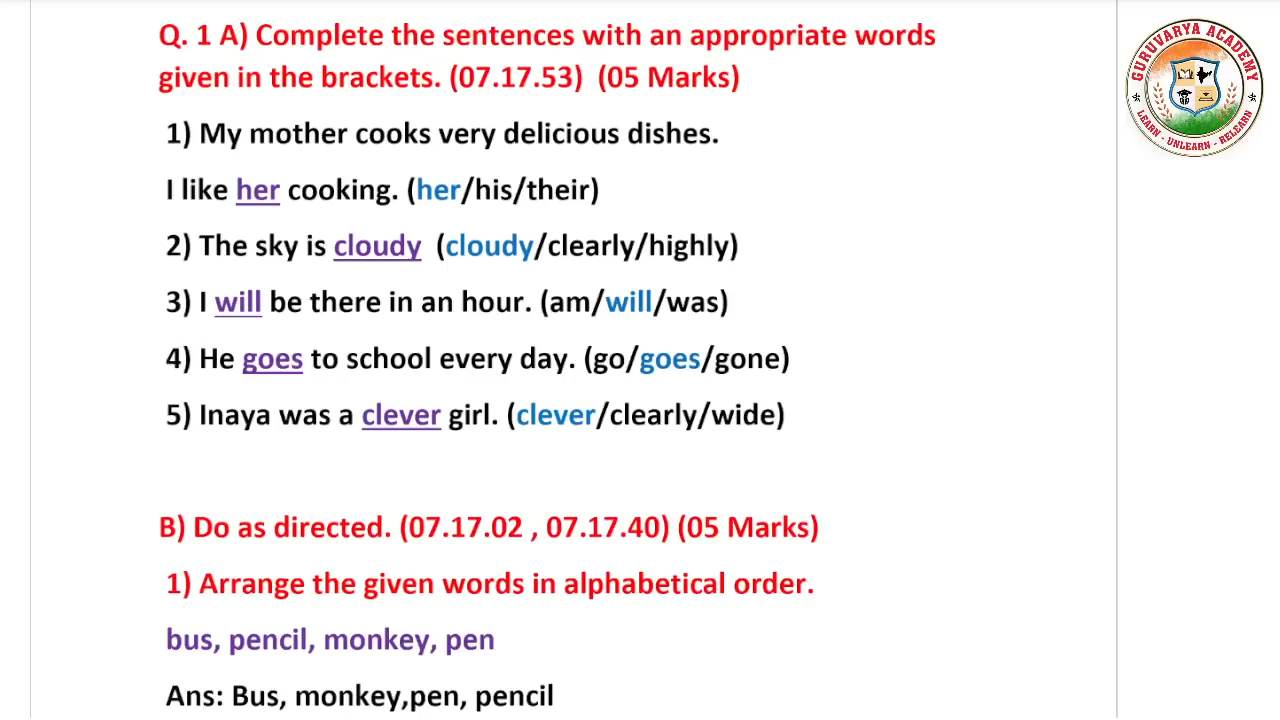 Q. 1 A) Complete the sentences with an appropriate words
given in the brackets. (07.17.53) (05 Marks)
1) My mother cooks very delicious dishes.
I like her cooking. (her/his/their)
2) The sky is cloudy (cloudy/clearly/highly)
3) I will be there in an hour. (am/will/was)
4) He goes to school every day. (go/goes/gone)
5) Inaya was a clever girl. (clever/clearly/wide)
B) Do as directed. (07.17.02 , 07.17.40) (05 Marks)
1) Arrange the given words in alphabetical order.
bus, pencil, monkey, pen
Ans: Bus, monkey,pen, pencil
GURUVARYA ACADEMY
LEARN - UNLEARN - RELEARN